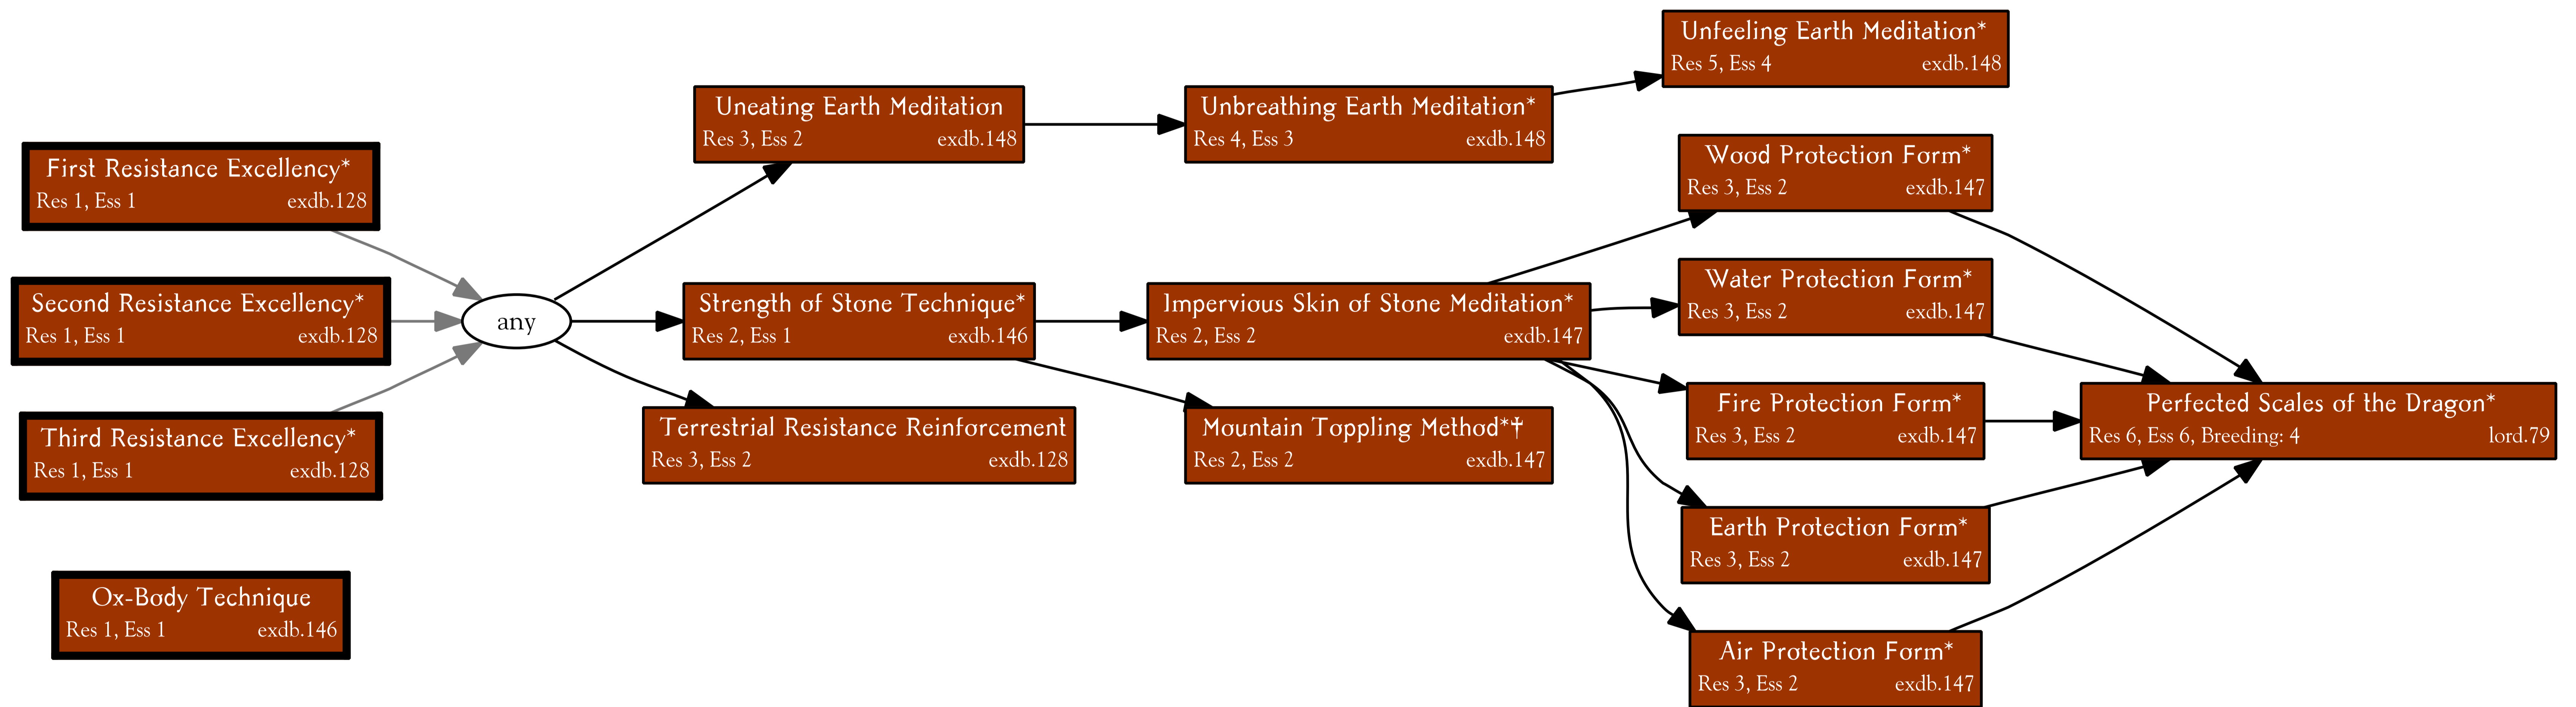 First Resistance Excellency*
Res 1, Ess 1 exdb.128
Second Resistance Excellency*
Res 1, Ess 1 exdb.128
Third Resistance Excellency*
Res 1, Ess 1 exdb.128
Ox-Body Technique
Res 1, Ess 1 exdb.146
any
Uneating Earth Meditation
Res 3, Ess 2 exdb.148
Strength of Stone Technique*
Res 2, Ess 1 exdb.146
Terrestrial Resistance Reinforcement
Res 3, Ess 2 exdb.128
Unbreathing Earth Meditation*
Res 4, Ess 3 exdb.148
Impervious Skin of Stone Meditation*
Res 2, Ess 2 exdb.147
Mountain Toppling Method*†
Res 2, Ess 2 exdb.147
Unfeeling Earth Meditation*
Res 5, Ess 4 exdb.148
Wood Protection Form*
Res 3, Ess 2 exdb.147
Water Protection Form*
Res 3, Ess 2 exdb.147
Fire Protection Form*
Res 3, Ess 2 exdb.147
Earth Protection Form*
Res 3, Ess 2 exdb.147
Air Protection Form*
Res 3, Ess 2 exdb.147
Perfected Scales of the Dragon*
Res 6, Ess 6, Breeding: 4 lord.79